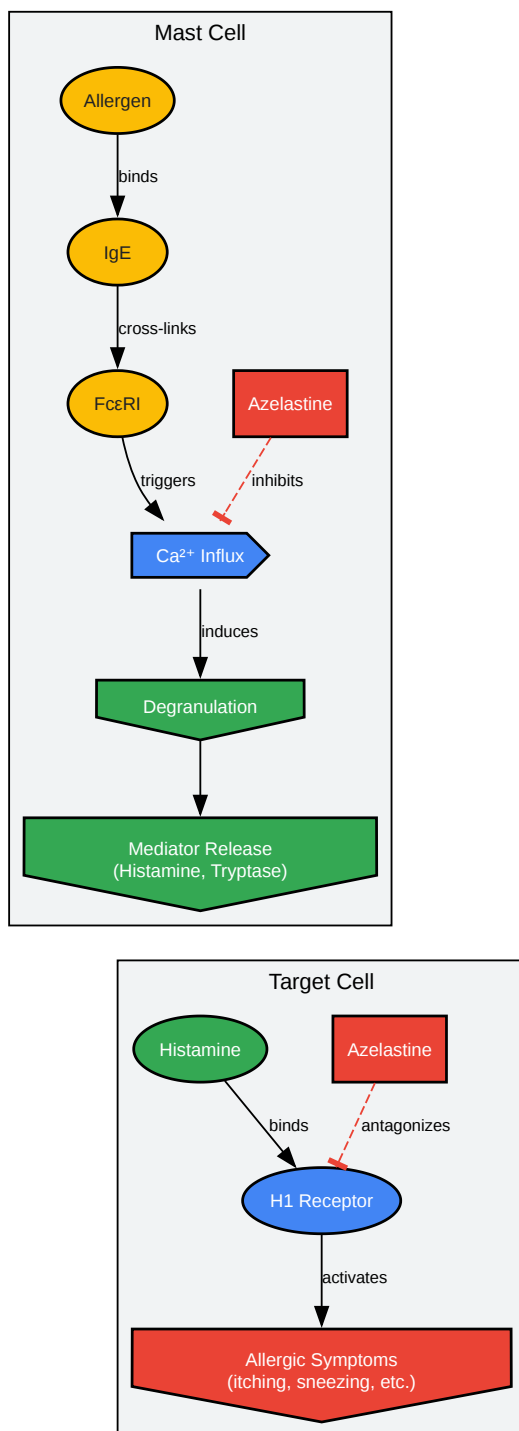 Mast Cell
Allergen
binds
IgE
cross-links
FcεRI
Azelastine
triggers
inhibits
Ca²⁺ Influx
induces
Degranulation
Mediator Release
(Histamine, Tryptase)
Target Cell
Histamine
Azelastine
binds
antagonizes
H1 Receptor
activates
Allergic Symptoms
(itching, sneezing, etc.)